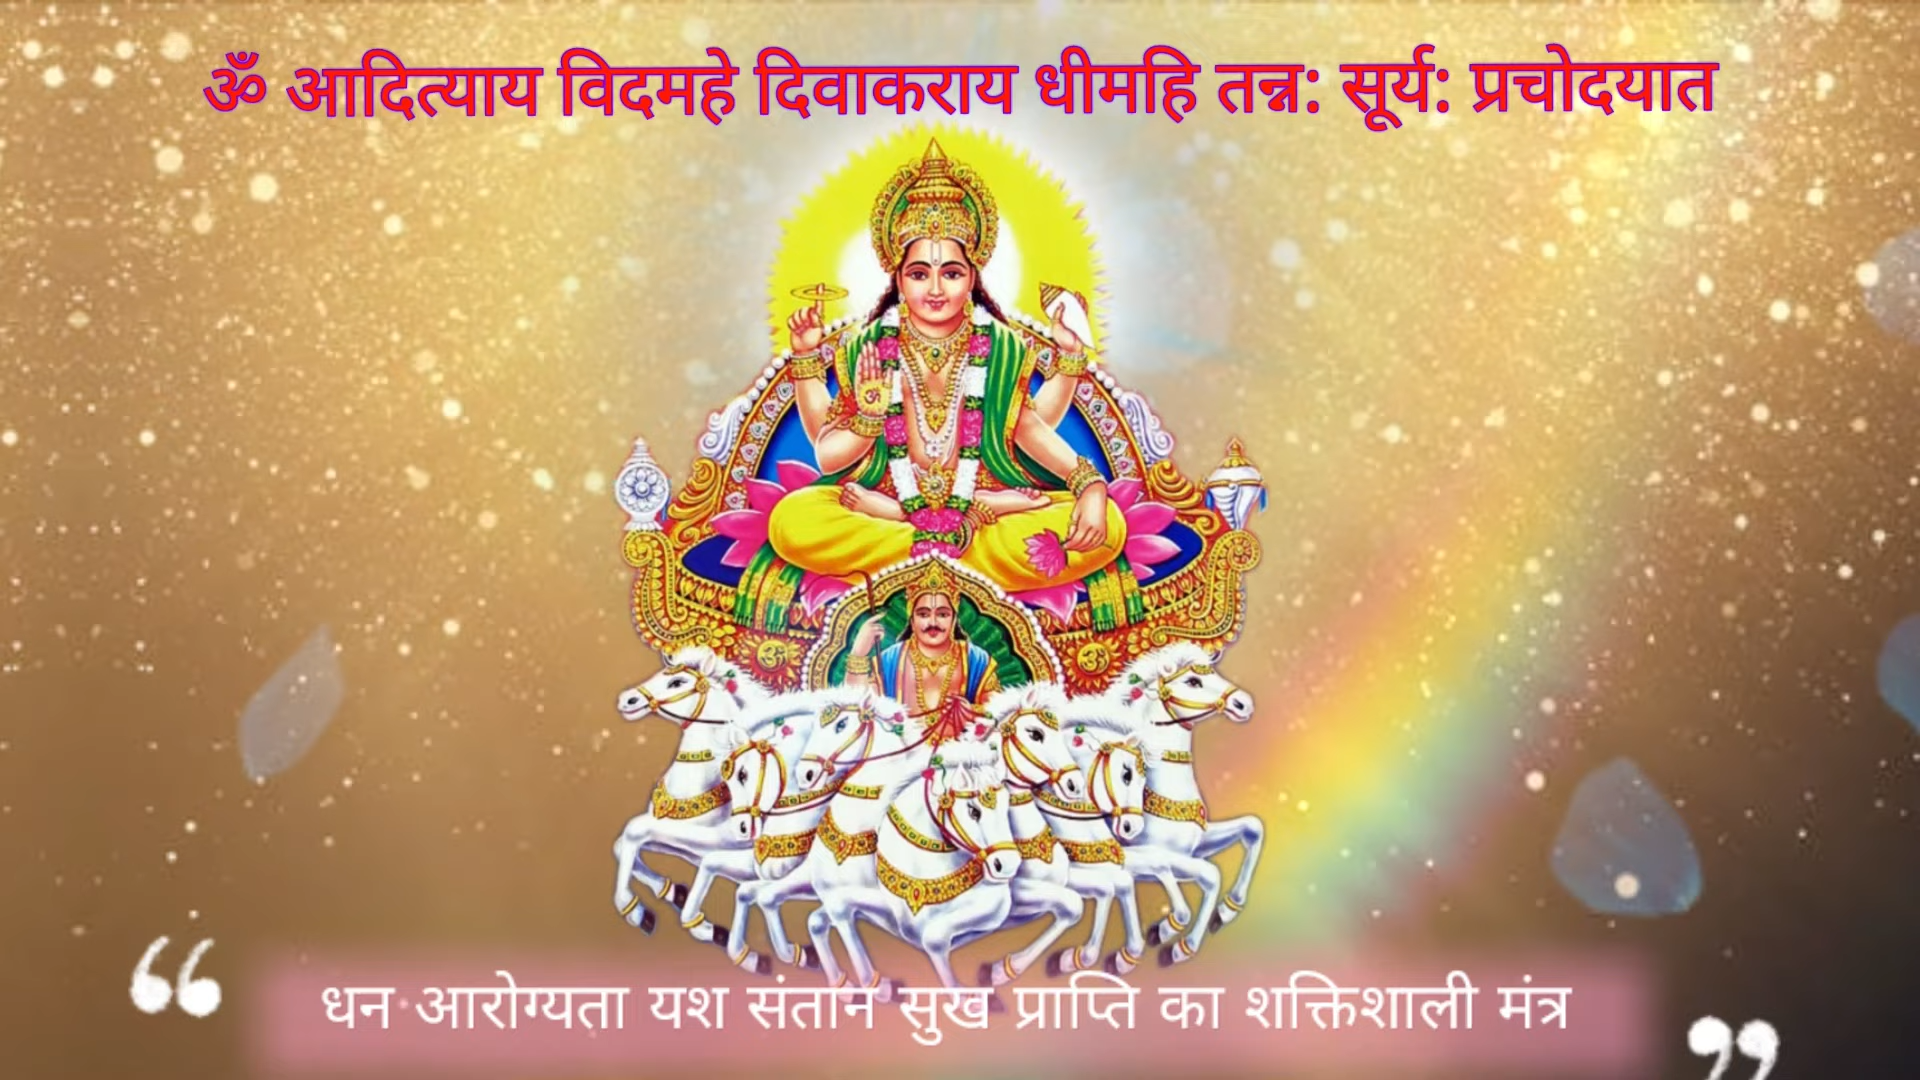 ॐ आदित्याय विदमहे दिवाकराय धीमहि तन्न: सूर्य: प्रचोदयात
ॐ
ॐ ॐ
“ धन आरोग्यता यश संतान सुख प्राप्ति का शक्तिशाली मंत्र ”